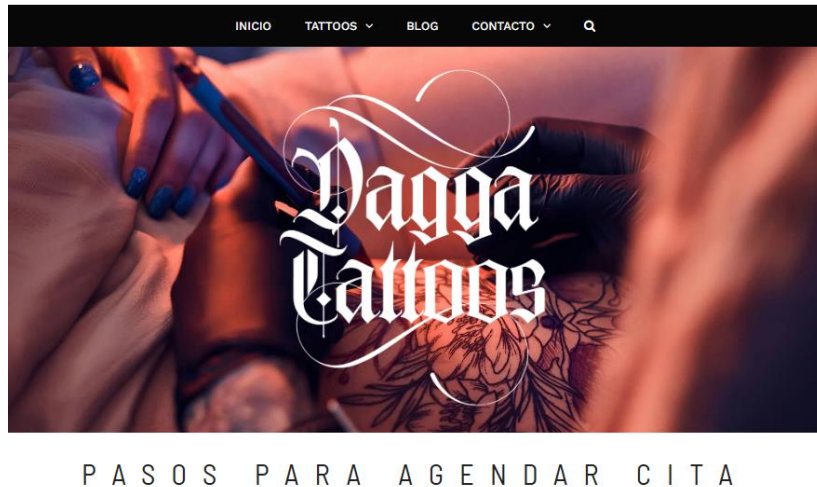 INICIO TATTOOS BLOG CONTACTO
Dagga
Tattoos
PASOS PARA AGENDAR CITA